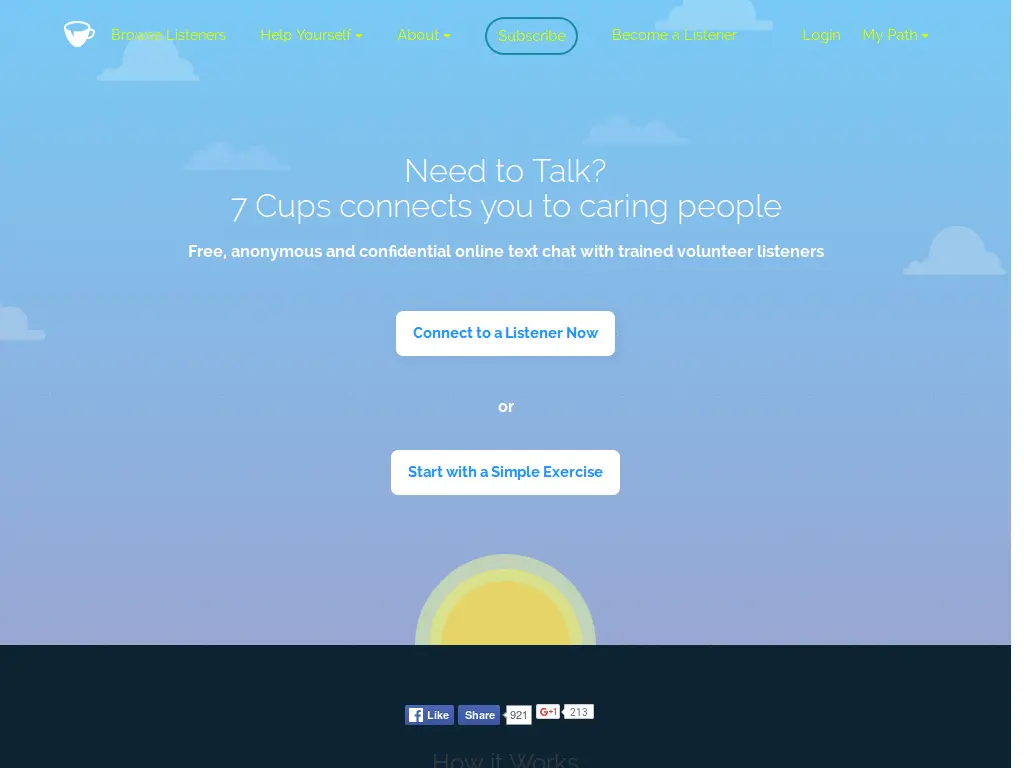 Browse Listeners Help Yourself About Subscribe Become a Listener Login My Path
Need to Talk?
7 Cups connects you to caring people
Free, anonymous and confidential online text chat with trained volunteer listeners
Connect to a Listener Now
or
Start with a Simple Exercise
Like Share 921 +1 213
How it Works